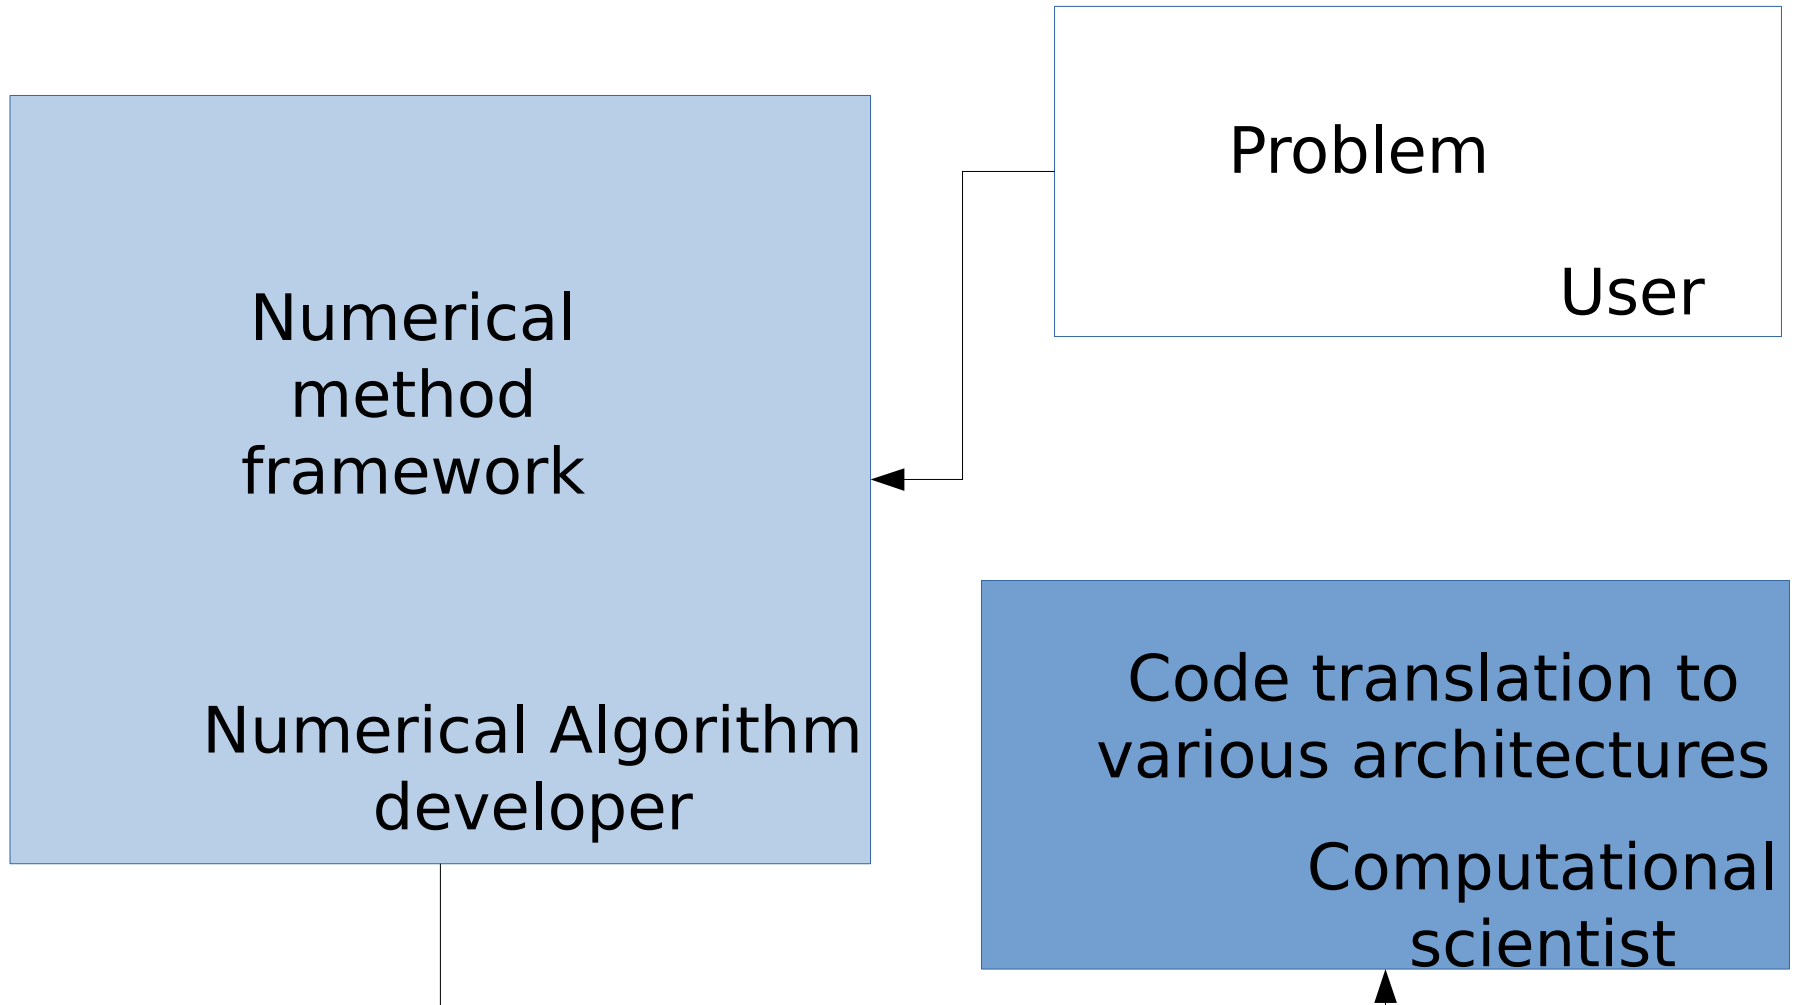 Problem
User
Numerical
method
framework
Numerical Algorithm
developer
Code translation to
various architectures
Computational
scientist